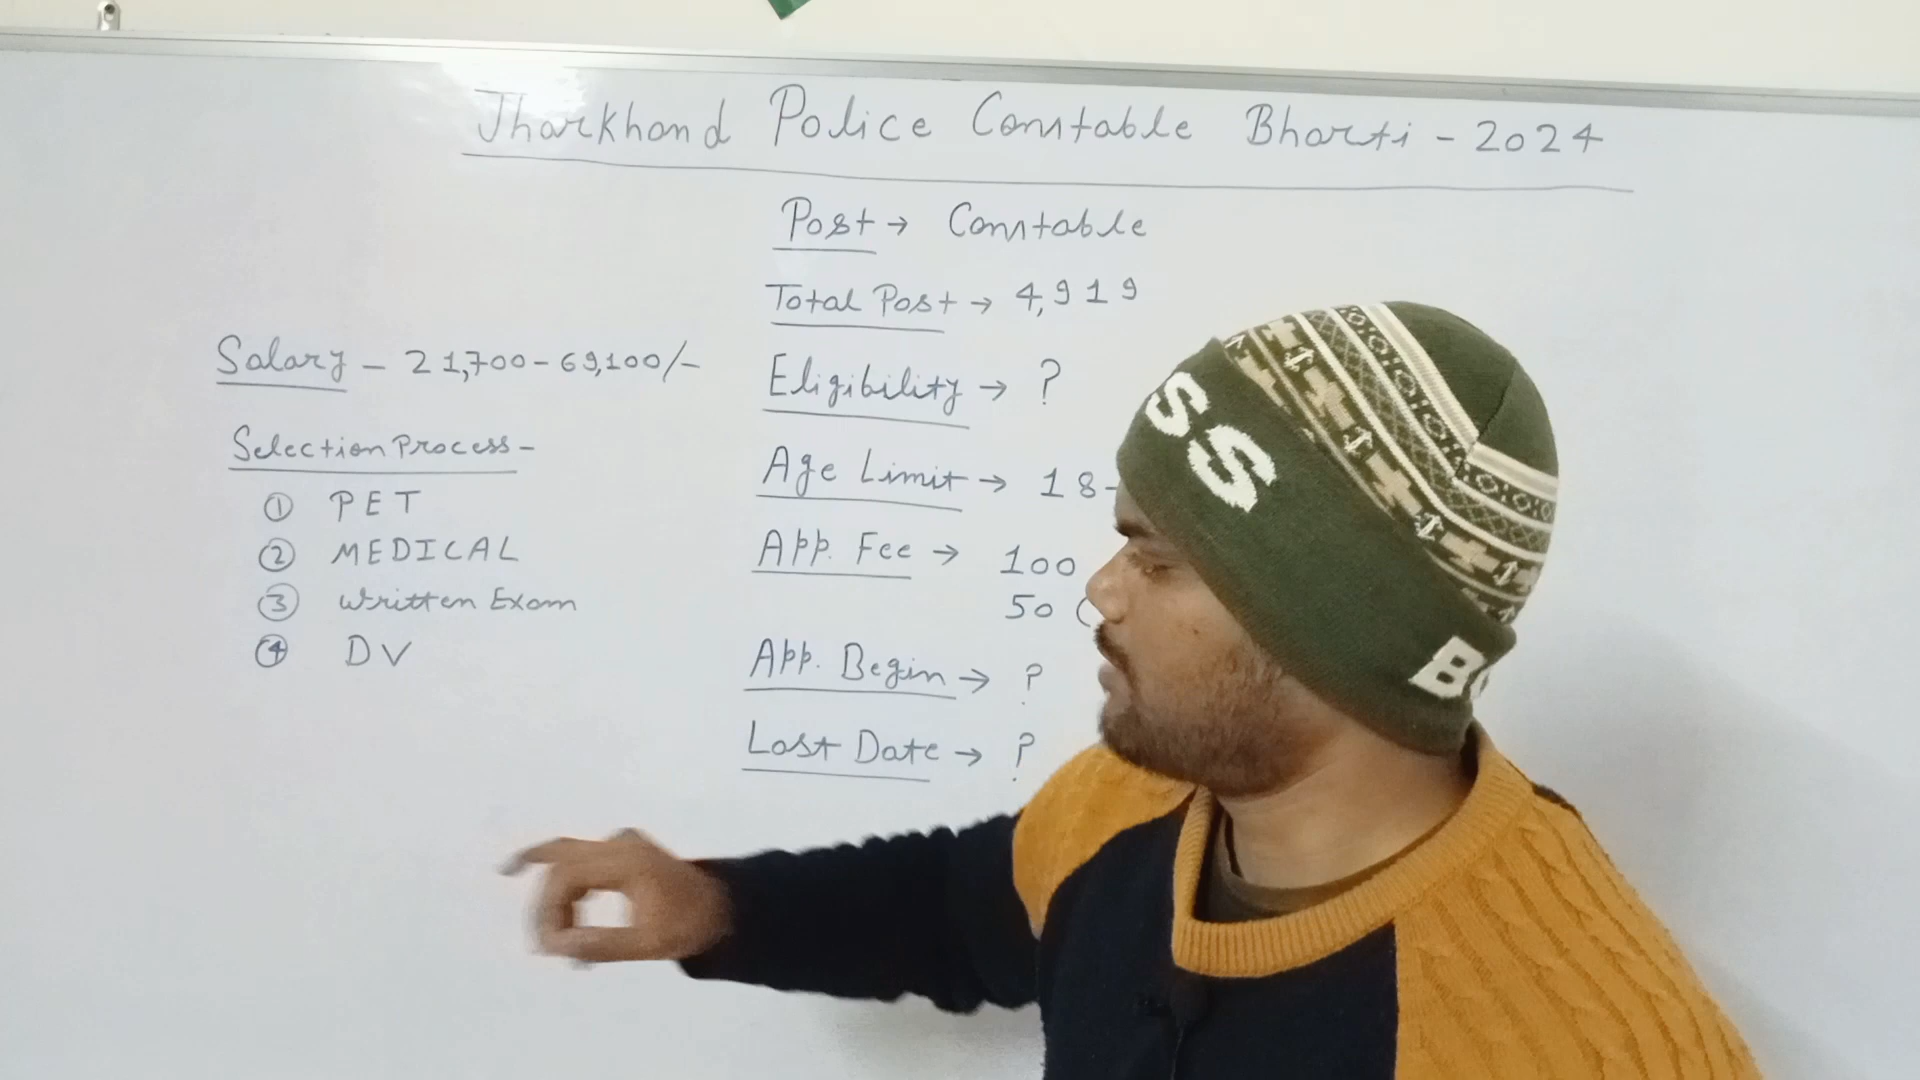 Jharkhand Police Constable Bharti - 2024
Post → Constable
Total Post → 4,919
Eligibility → ?
Age Limit → 18-
App. Fee → 100
50 (
App. Begin → ?
Last Date → ?
Salary - 21,700-69,100/-
Selection Process -
① PET
② MEDICAL
③ Written Exam
④ DV
SS
BO